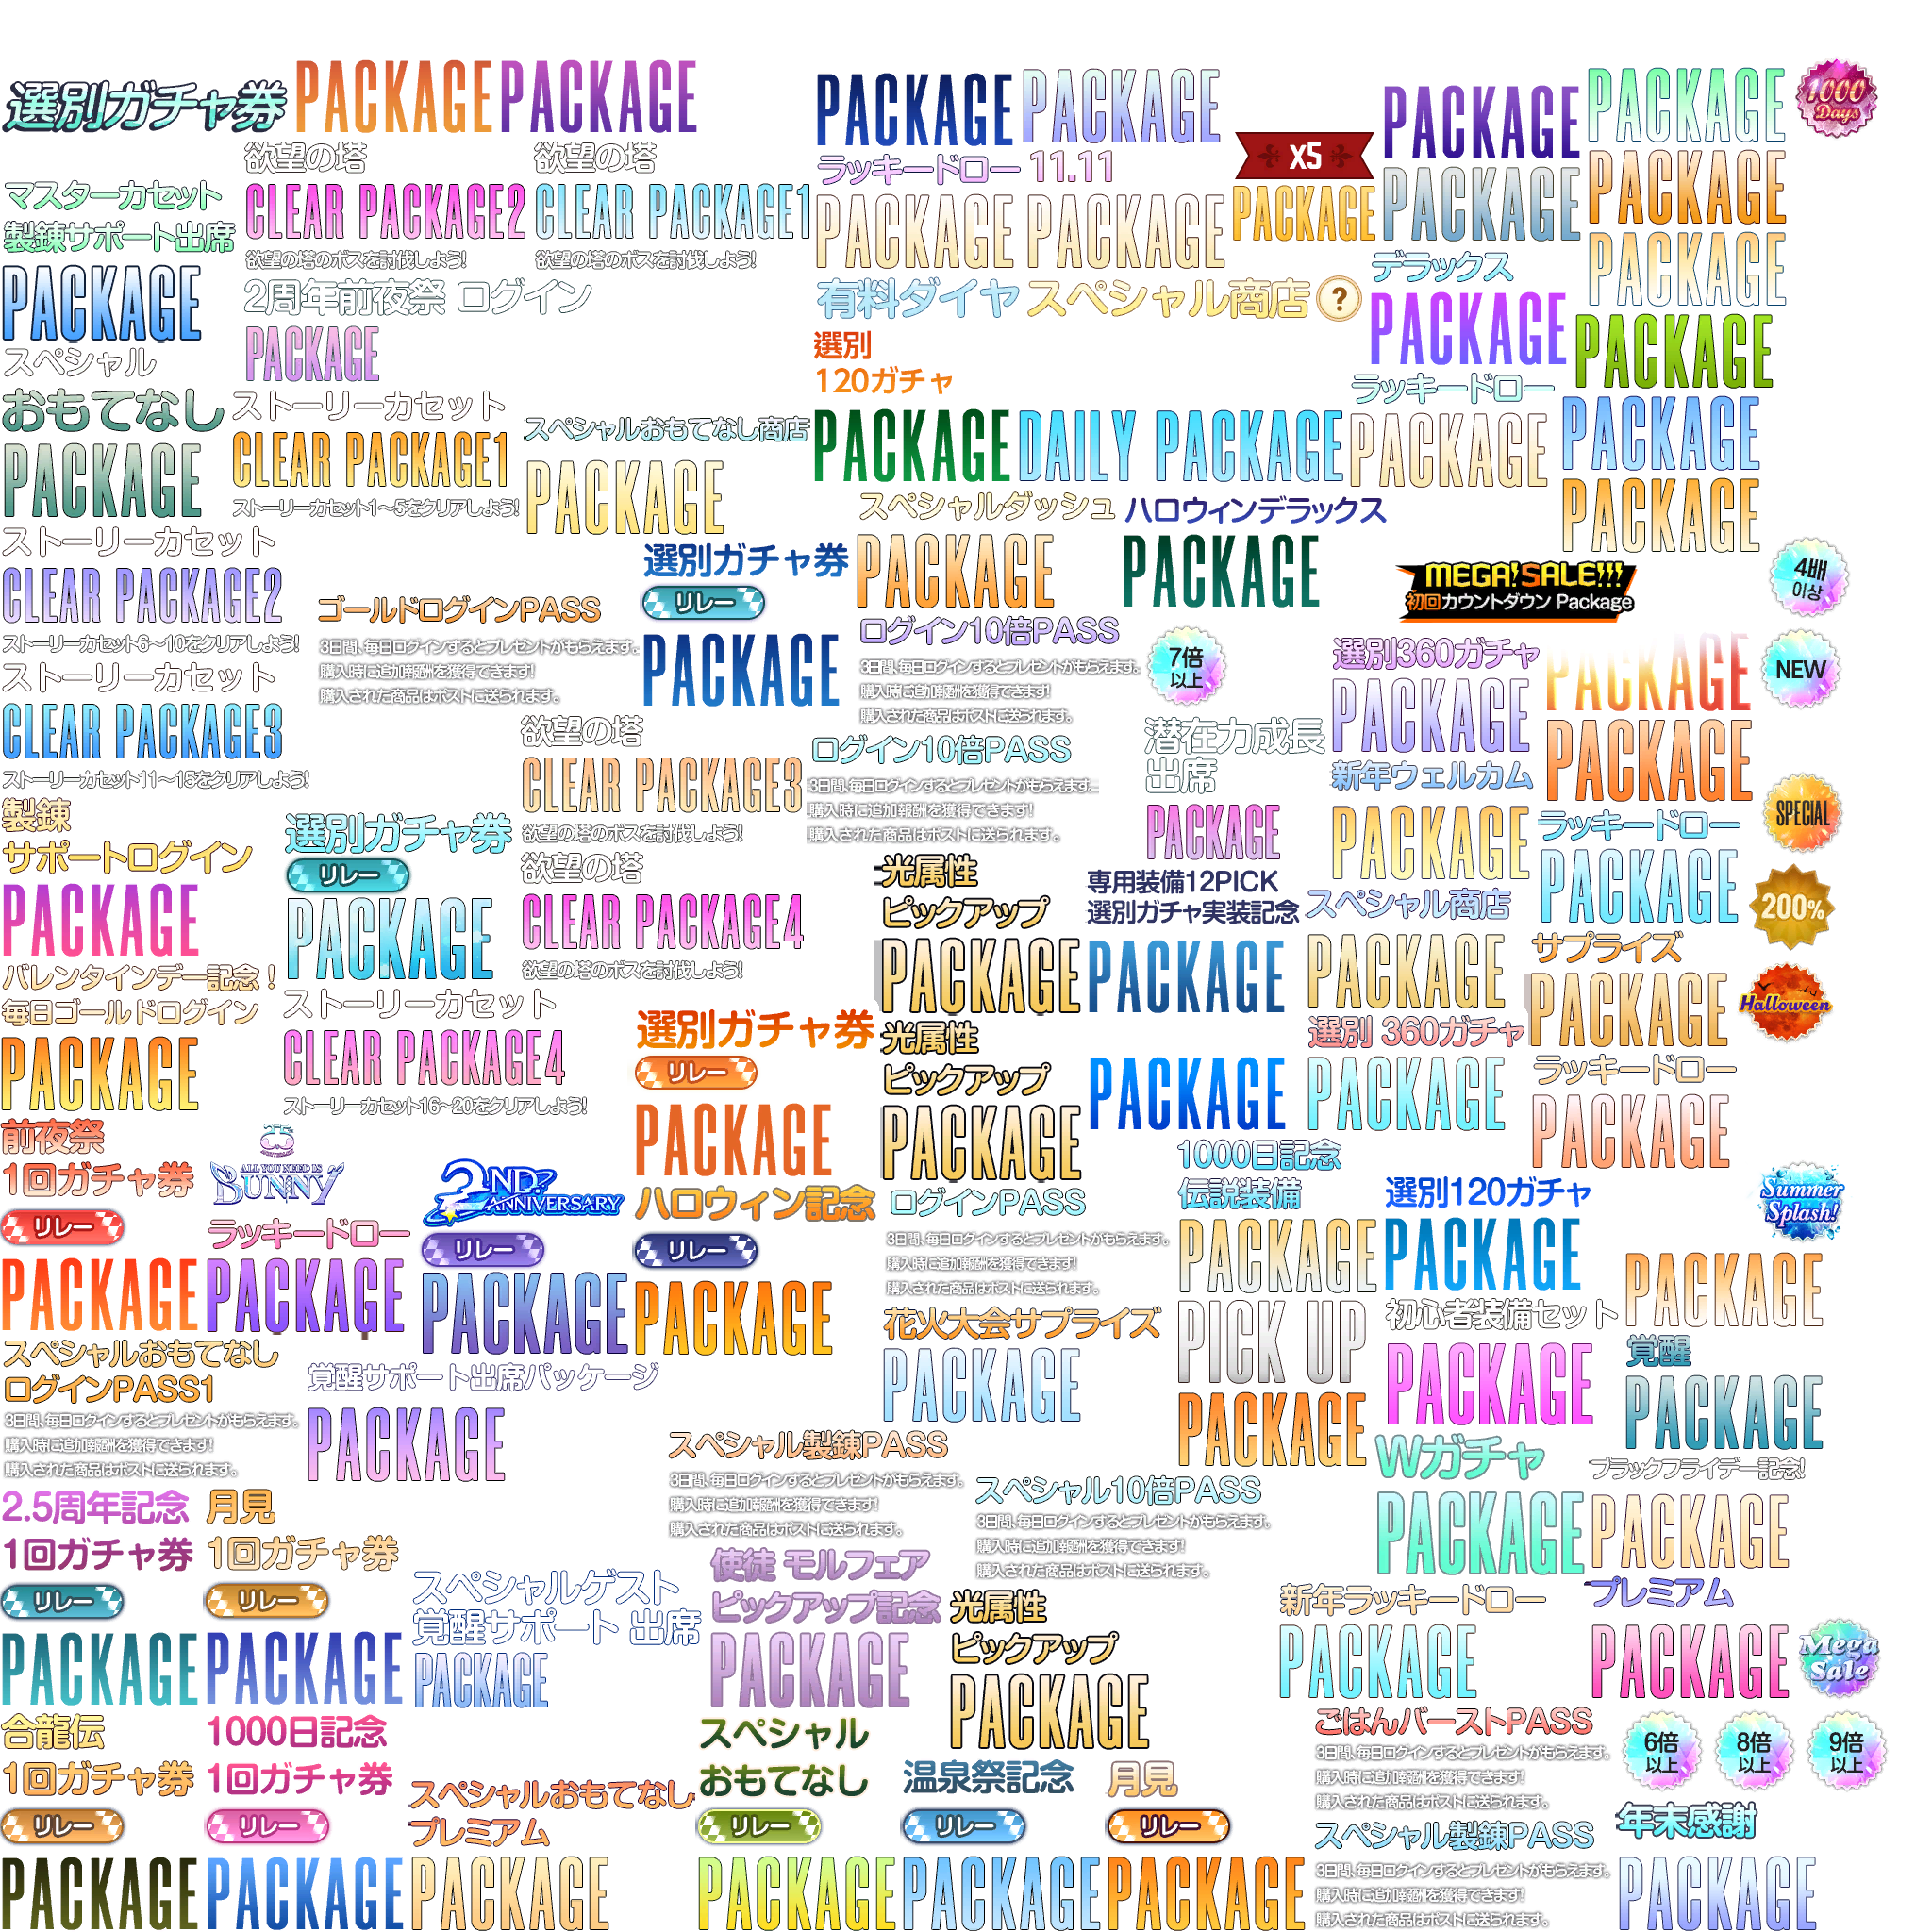 選別ガチャ券
PACKAGE
PACKAGE
欲望の塔
CLEAR PACKAGE2
欲望の塔のボスを討伐しよう!
欲望の塔
CLEAR PACKAGE1
欲望の塔のボスを討伐しよう!
マスターカセット
製錬サポート出席
PACKAGE
2周年前夜祭 ログイン
PACKAGE
スペシャル
おもてなし
PACKAGE
ストーリーカセット
CLEAR PACKAGE1
ストーリーカセット1〜5をクリアしよう!
スペシャルおもてなし商店
PACKAGE
PACKAGE
PACKAGE
ラッキードロー 11.11
PACKAGE
PACKAGE
X5
PACKAGE
有料ダイヤ スペシャル商店 ?
選別
120ガチャ
PACKAGE
DAILY PACKAGE
PACKAGE
PACKAGE
デラックス
PACKAGE
ラッキードロー
PACKAGE
PACKAGE
PACKAGE
PACKAGE
PACKAGE
PACKAGE
PACKAGE
1000
Days
ストーリーカセット
CLEAR PACKAGE2
ストーリーカセット6〜10をクリアしよう!
ストーリーカセット
CLEAR PACKAGE3
ストーリーカセット11〜15をクリアしよう!
ゴールドログインPASS
3日間、毎日ログインするとプレゼントがもらえます。
購入時に追加報酬を獲得できます!
購入された商品はポストに送られます。
選別ガチャ券
リレー
PACKAGE
スペシャルダッシュ
PACKAGE
ハロウィンデラックス
PACKAGE
ログイン10倍PASS
3日間、毎日ログインするとプレゼントがもらえます。
購入時に追加報酬を獲得できます!
購入された商品はポストに送られます。
7倍
以上
MEGA!SALE!!!
初回カウントダウン Package
4배
이상
NEW
選別360ガチャ
PACKAGE
PACKAGE
PACKAGE
欲望の塔
CLEAR PACKAGE3
欲望の塔のボスを討伐しよう!
欲望の塔
CLEAR PACKAGE4
欲望の塔のボスを討伐しよう!
ログイン10倍PASS
3日間、毎日ログインするとプレゼントがもらえます...
購入時に追加報酬を獲得できます!
購入された商品はポストに送られます。
潜在力成長
出席
PACKAGE
新年ウェルカム
PACKAGE
ラッキードロー
PACKAGE
SPECIAL
200%
Halloween
製錬
サポートログイン
PACKAGE
選別ガチャ券
リレー
PACKAGE
バレンタインデー記念!
毎日ゴールドログイン
PACKAGE
ストーリーカセット
CLEAR PACKAGE4
ストーリーカセット16〜20をクリアしよう!
選別ガチャ券
リレー
PACKAGE
光属性
ピックアップ
PACKAGE
光属性
ピックアップ
PACKAGE
専用装備12PICK
選別ガチャ実装記念
PACKAGE
PACKAGE
スペシャル商店
PACKAGE
選別 360ガチャ
PACKAGE
サプライズ
PACKAGE
ラッキードロー
PACKAGE
前夜祭
1回ガチャ券
リレー
PACKAGE
ALL YOU NEED IS
BUNNY
ラッキードロー
PACKAGE
2ND
ANNIVERSARY
リレー
PACKAGE
ハロウィン記念
リレー
PACKAGE
ログインPASS
3日間、毎日ログインするとプレゼントがもらえます。
購入時に追加報酬を獲得できます!
購入された商品はポストに送られます。
花火大会サプライズ
PACKAGE
1000日記念
伝説装備
PACKAGE
PICK UP
PACKAGE
選別120ガチャ
PACKAGE
初心者装備セット
PACKAGE
Summer
Splash!
PACKAGE
覚醒
PACKAGE
スペシャルおもてなし
ログインPASS1
3日間、毎日ログインするとプレゼントがもらえます。
購入時に追加報酬を獲得できます!
購入された商品はポストに送られます。
覚醒サポート出席パッケージ
PACKAGE
スペシャル製錬PASS
3日間、毎日ログインするとプレゼントがもらえます。
購入時に追加報酬を獲得できます!
購入された商品はポストに送られます。
スペシャル10倍PASS
3日間、毎日ログインするとプレゼントがもらえます。
購入時に追加報酬を獲得できます!
購入された商品はポストに送られます。
Wガチャ
PACKAGE
ブラックフライデー記念!
PACKAGE
2.5周年記念
1回ガチャ券
リレー
PACKAGE
月見
1回ガチャ券
リレー
PACKAGE
スペシャルゲスト
覚醒サポート 出席
PACKAGE
使徒 モルフェア
ピックアップ記念
PACKAGE
光属性
ピックアップ
PACKAGE
新年ラッキードロー
PACKAGE
プレミアム
PACKAGE
Mega
Sale
合龍伝
1回ガチャ券
リレー
PACKAGE
1000日記念
1回ガチャ券
リレー
PACKAGE
スペシャルおもてなし
プレミアム
PACKAGE
スペシャル
おもてなし
リレー
PACKAGE
温泉祭記念
リレー
PACKAGE
月見
リレー
PACKAGE
ごはんバーストPASS
3日間、毎日ログインするとプレゼントがもらえます。
購入時に追加報酬を獲得できます!
購入された商品はポストに送られます。
スペシャル製錬PASS
3日間、毎日ログインするとプレゼントがもらえます。
購入時に追加報酬を獲得できます!
購入された商品はポストに送られます。
6倍
以上
8倍
以上
9倍
以上
年末感謝
PACKAGE